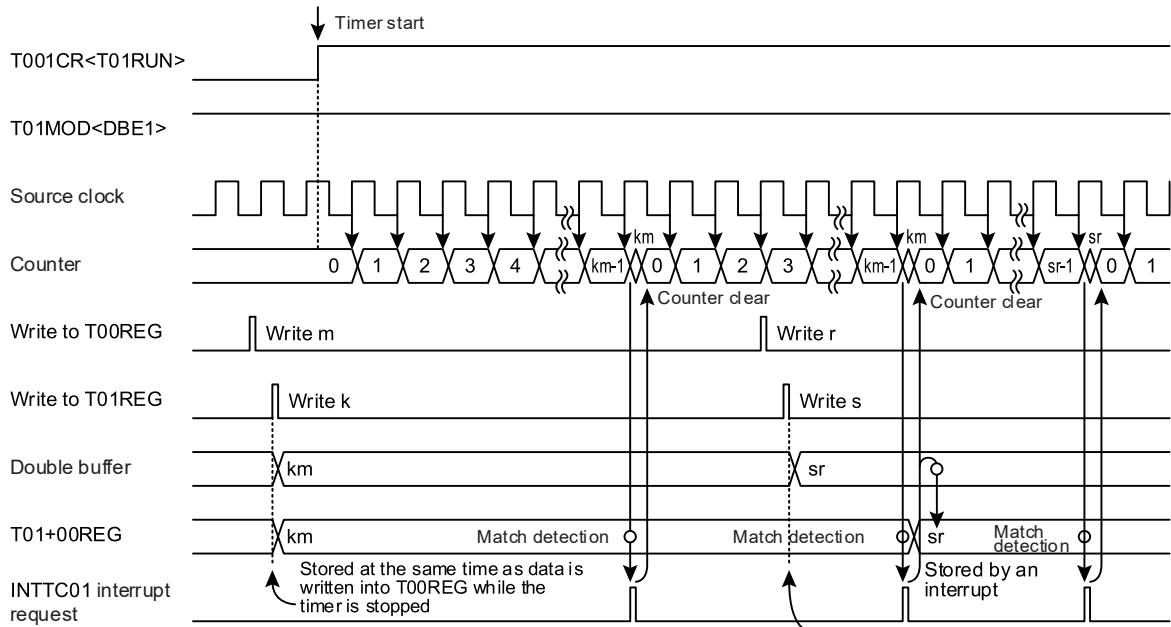 Timer start
T001CR<T01RUN>
T01MOD<DBE1>
Source clock
km km sr
Counter 0 1 2 3 4 km-1 0 1 2 3 km-1 0 1 sr-1 0 1
Counter clear Counter clear
Write to T00REG Write m Write r
Write to T01REG Write k Write s
Double buffer km sr
T01+00REG km Match detection Match detection sr Match
detection
INTTC01 interrupt
request
Stored at the same time as data is
written into T00REG while the
timer is stopped
Stored by an
interrupt